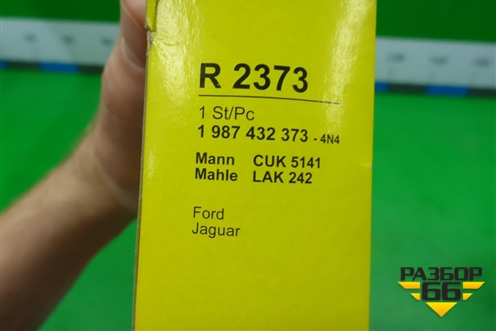 R 2373
1 St/Pc
1 987 432 373 - 4N4
Mann CUK 5141
Mahle LAK 242
Ford
Jaguar
РАЗБОР
66